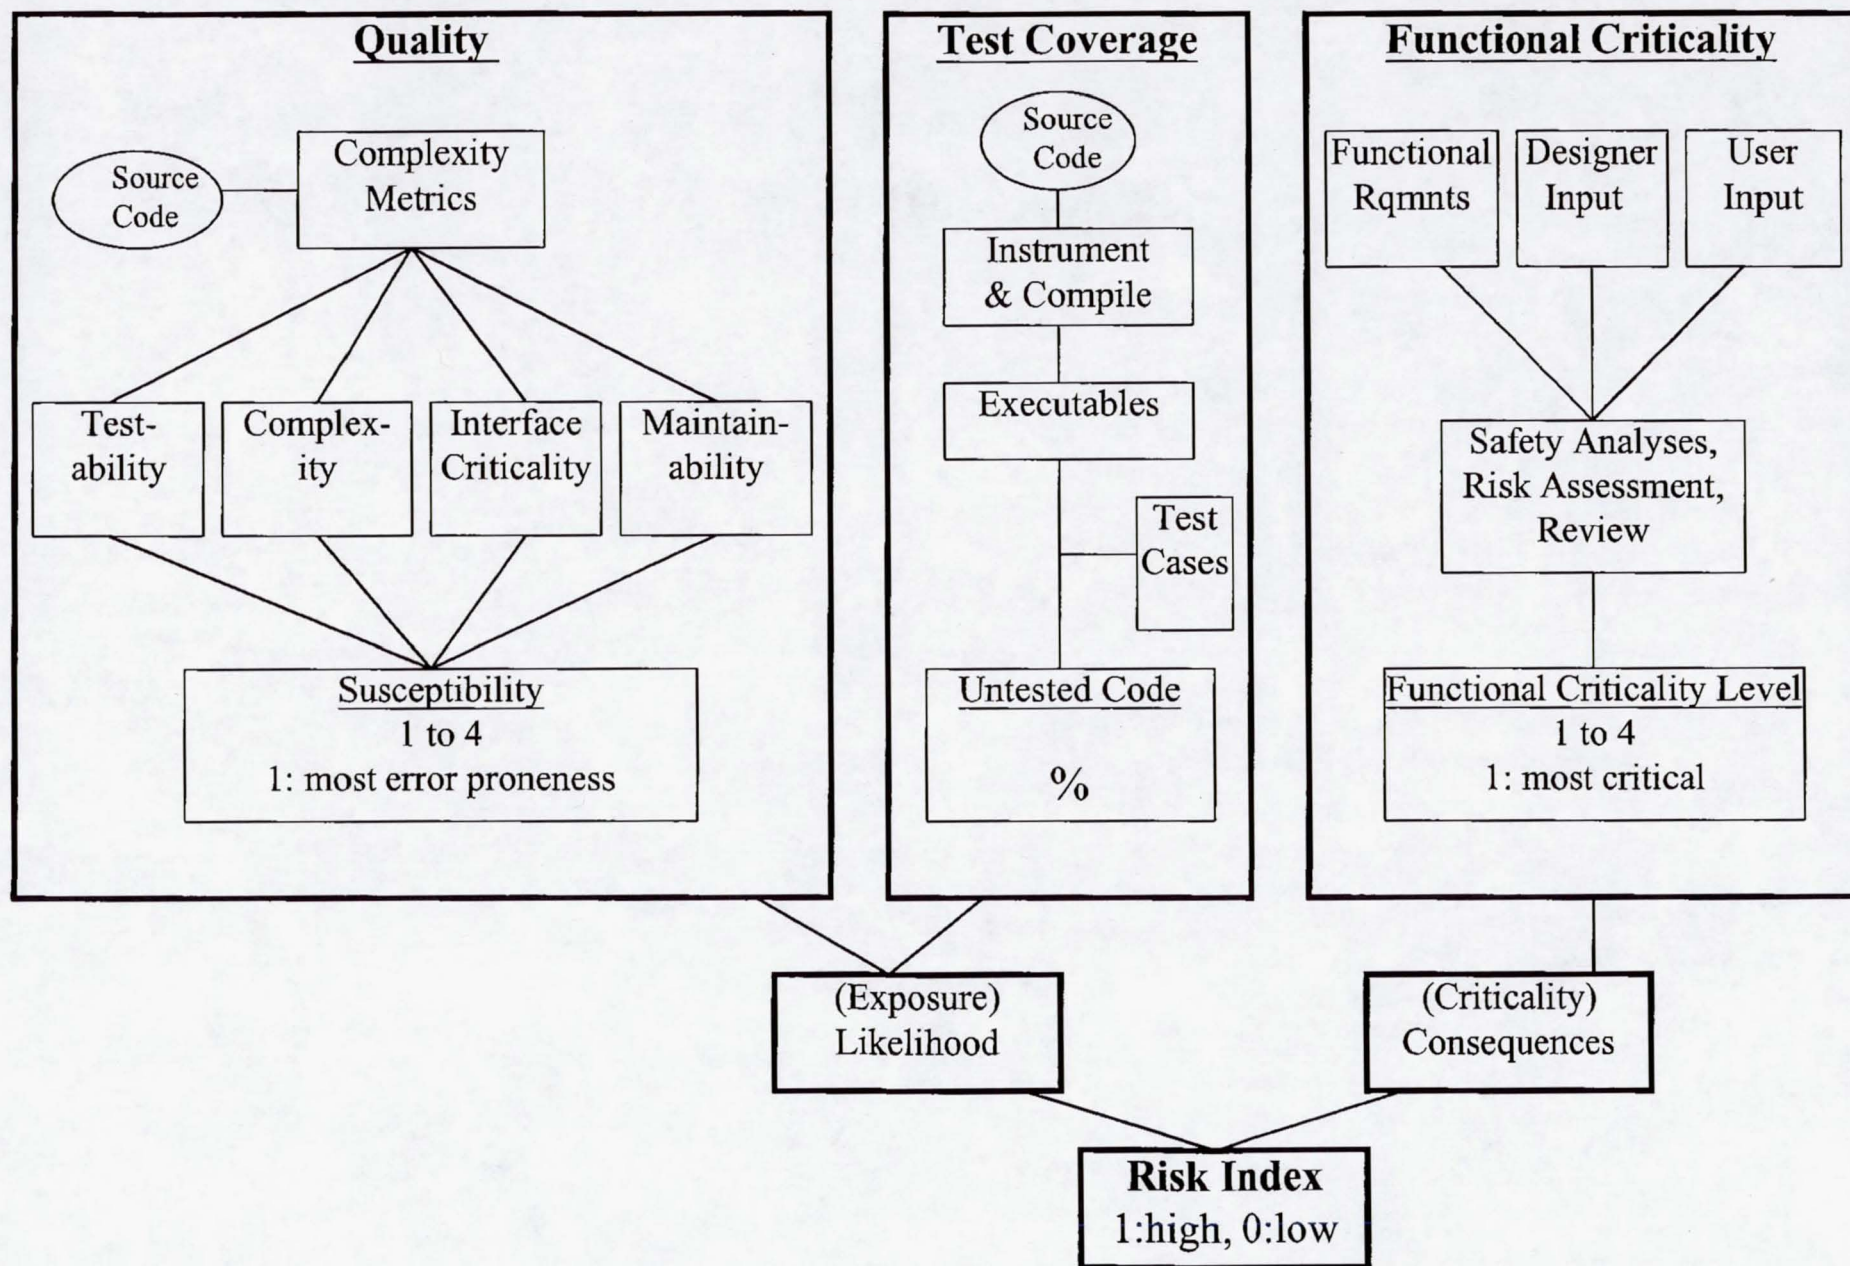 Quality
Source
Code
Complexity
Metrics
Test-
ability
Complex-
ity
Interface
Criticality
Maintain-
ability
Susceptibility
1 to 4
1: most error proneness
Test Coverage
Source
Code
Instrument
& Compile
Executables
Test
Cases
Untested Code
%
Functional Criticality
Functional
Rqmnts
Designer
Input
User
Input
Safety Analyses,
Risk Assessment,
Review
Functional Criticality Level
1 to 4
1: most critical
(Exposure)
Likelihood
(Criticality)
Consequences
Risk Index
1:high, 0:low